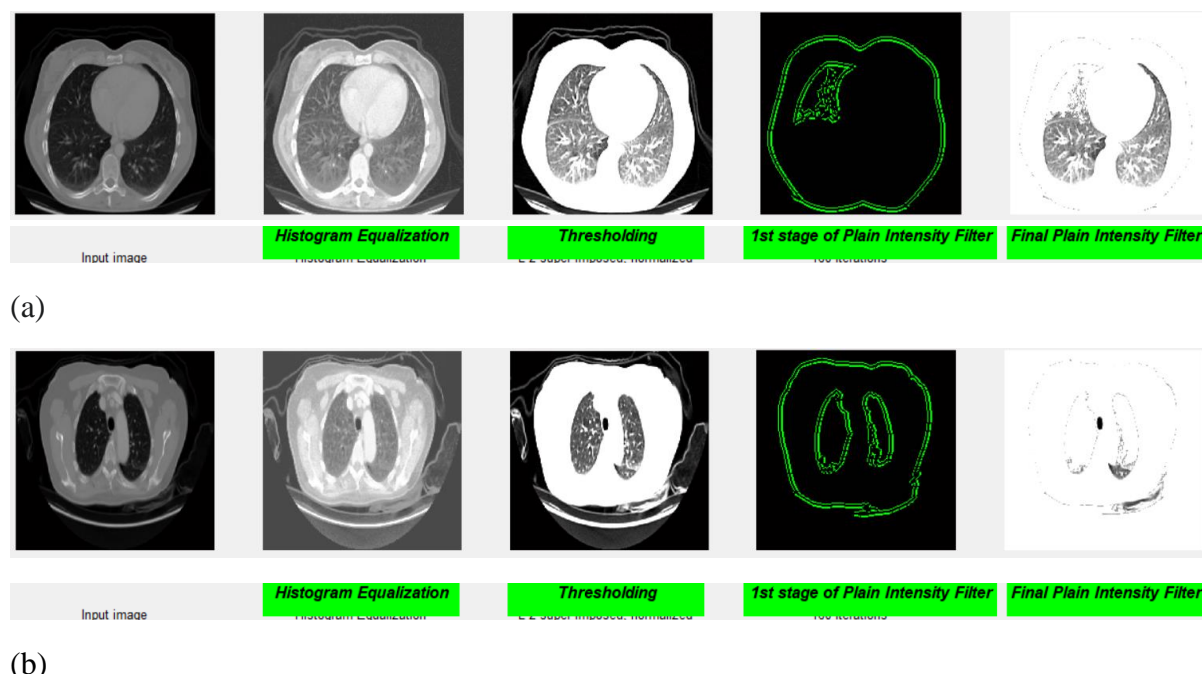 Histogram Equalization Thresholding 1st stage of Plain Intensity Filter Final Plain Intensity Filter
Input image
(a)
Histogram Equalization Thresholding 1st stage of Plain Intensity Filter Final Plain Intensity Filter
Input image
(b)